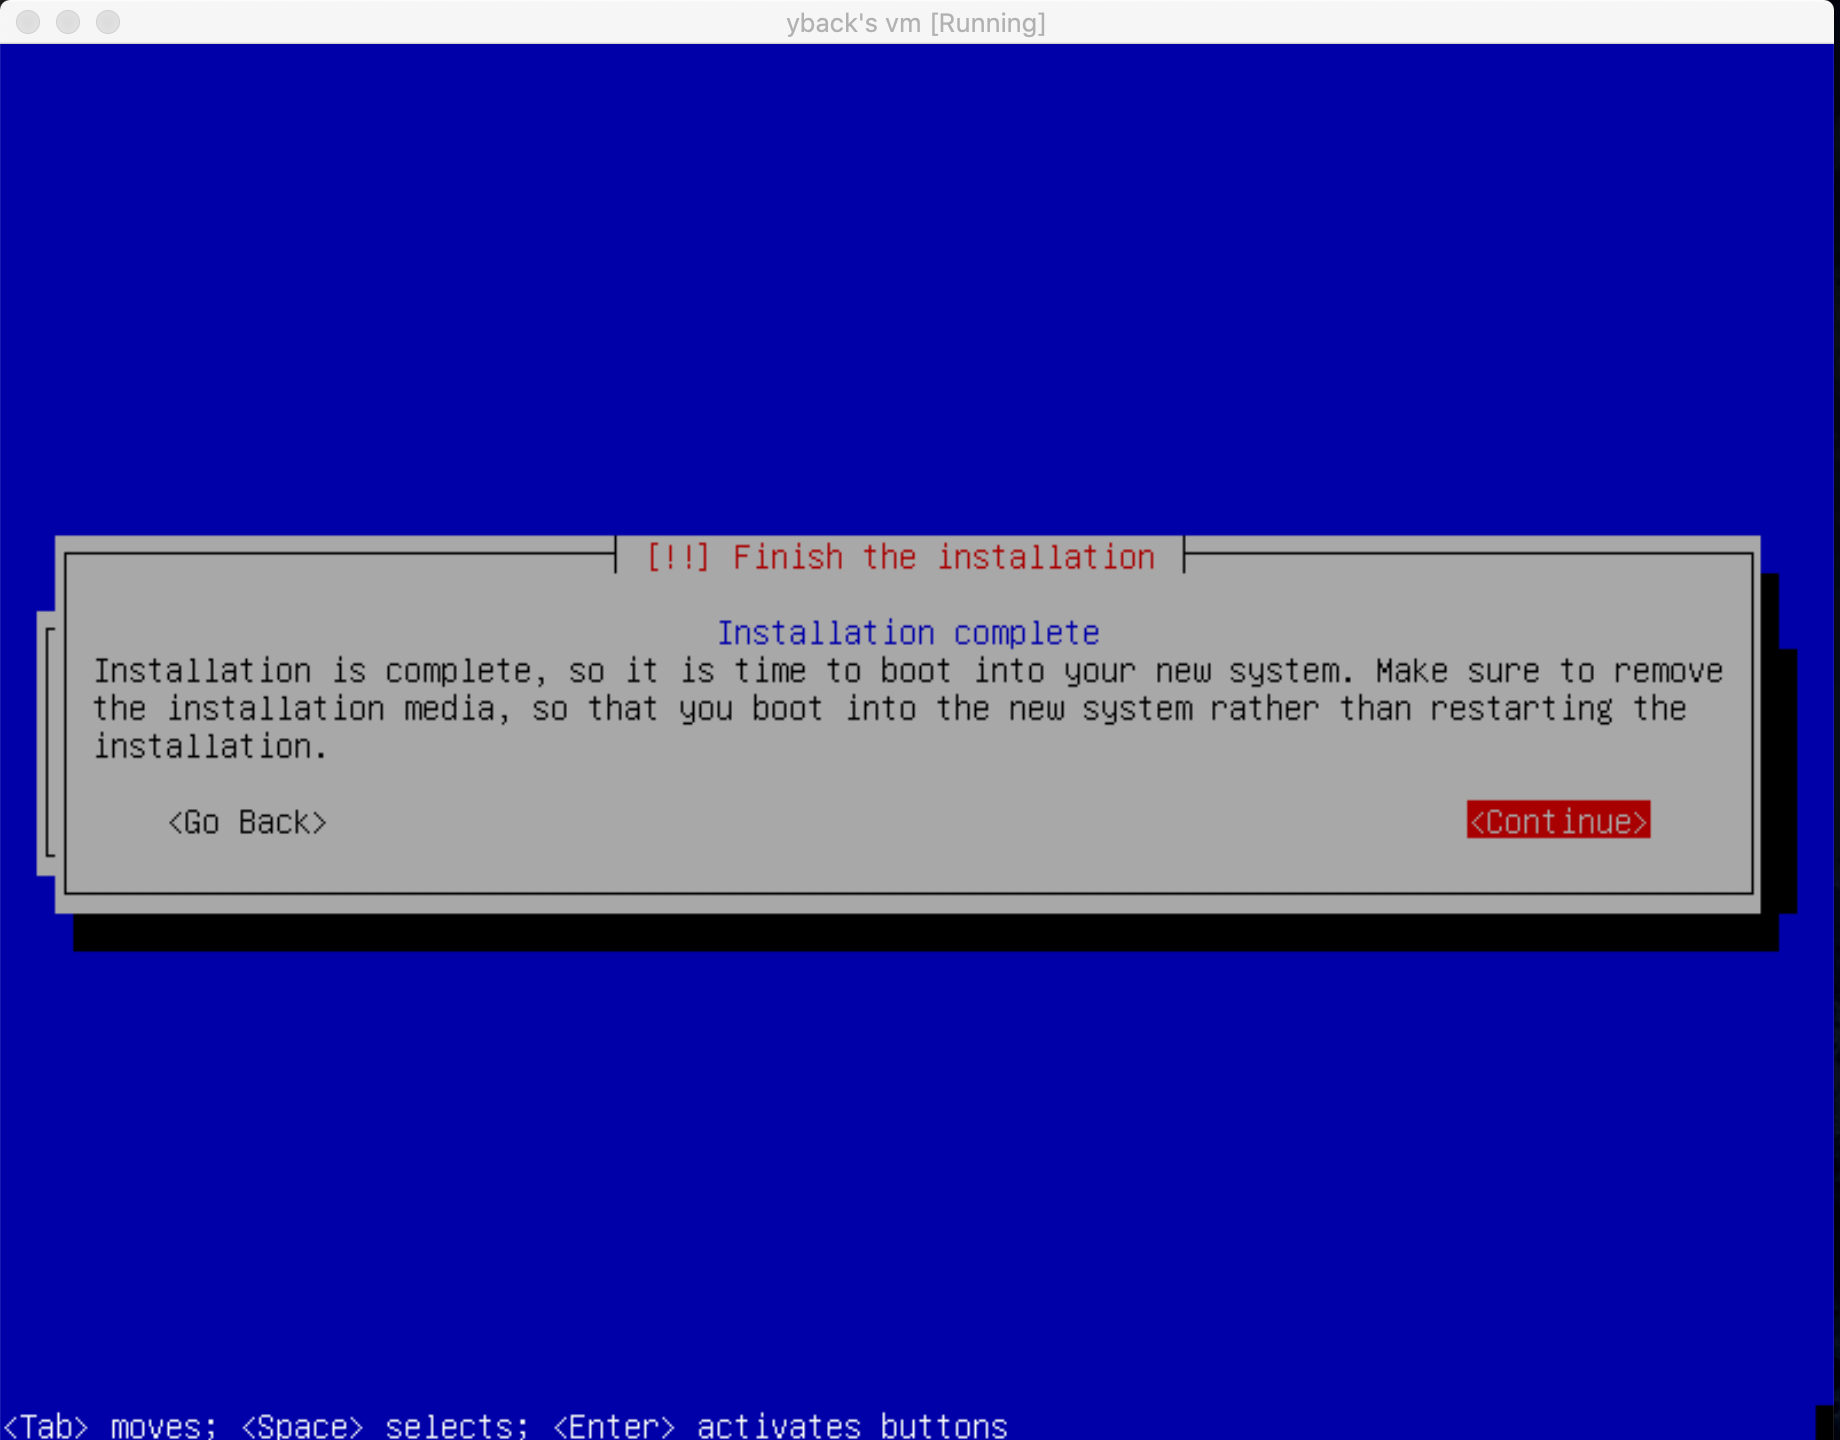 yback's vm [Running]
[!!] Finish the installation
Installation complete
Installation is complete, so it is time to boot into your new system. Make sure to remove
the installation media, so that you boot into the new system rather than restarting the
installation.
<Go Back> <Continue>
<Tab> moves; <Space> selects; <Enter> activates buttons